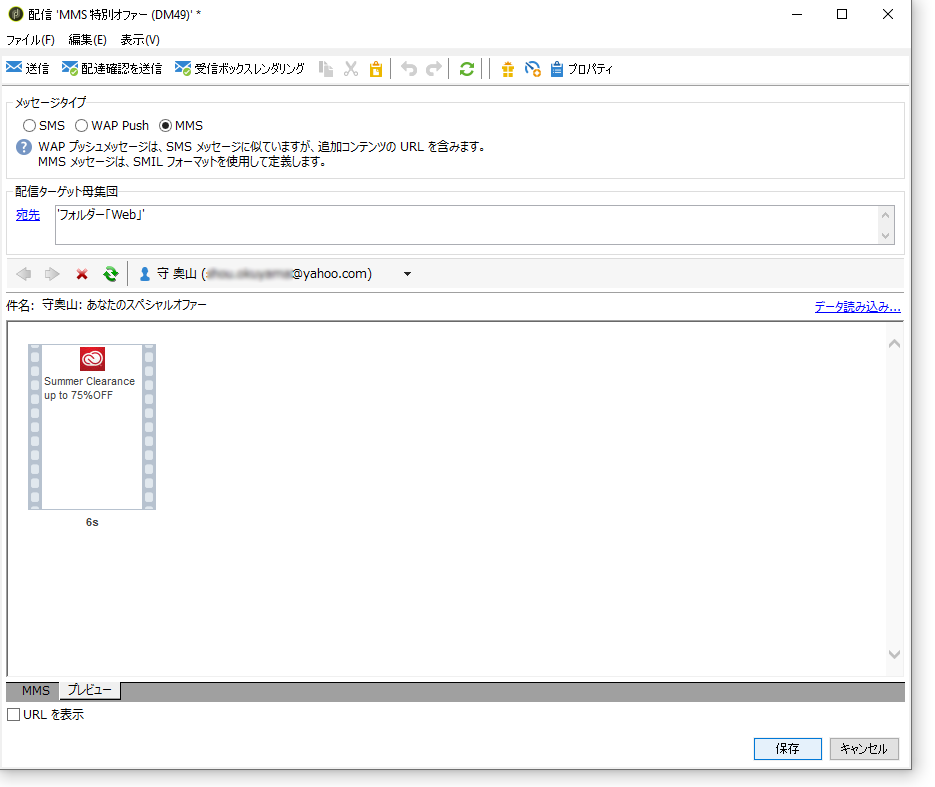 配信 'MMS 特別オファー (DM49)' *
ファイル(F) 編集(E) 表示(V)
送信 配達確認を送信 受信ボックスレンダリング プロパティ
メッセージタイプ
SMS WAP Push MMS
WAP プッシュメッセージは、SMS メッセージに似ていますが、追加コンテンツの URL を含みます。
MMS メッセージは、SMIL フォーマットを使用して定義します。
配信ターゲット母集団
宛先 'フォルダー「Web」'
守 奥山 ( @yahoo.com)
件名: 守奥山: あなたのスペシャルオファー データ読み込み...
Summer Clearance
up to 75%OFF
6s
MMS プレビュー
URL を表示
保存 キャンセル